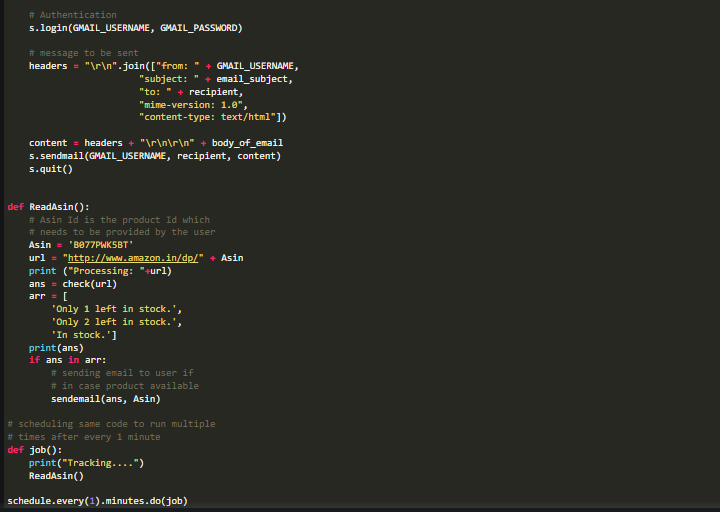 # Authentication
s.login(GMAIL_USERNAME, GMAIL_PASSWORD)
# message to be sent
headers = "\r\n".join(["from: " + GMAIL_USERNAME,
"subject: " + email_subject,
"to: " + recipient,
"mime-version: 1.0",
"content-type: text/html"])
content = headers + "\r\n\r\n" + body_of_email
s.sendmail(GMAIL_USERNAME, recipient, content)
s.quit()
def ReadAsin():
# Asin Id is the product Id which
# needs to be provided by the user
Asin = 'B077PWK5BT'
url = "http://www.amazon.in/dp/" + Asin
print ("Processing: "+url)
ans = check(url)
arr = [
'Only 1 left in stock.',
'Only 2 left in stock.',
'In stock.']
print(ans)
if ans in arr:
# sending email to user if
# in case product available
sendemail(ans, Asin)
# scheduling same code to run multiple
# times after every 1 minute
def job():
print("Tracking....")
ReadAsin()
schedule.every(1).minutes.do(job)